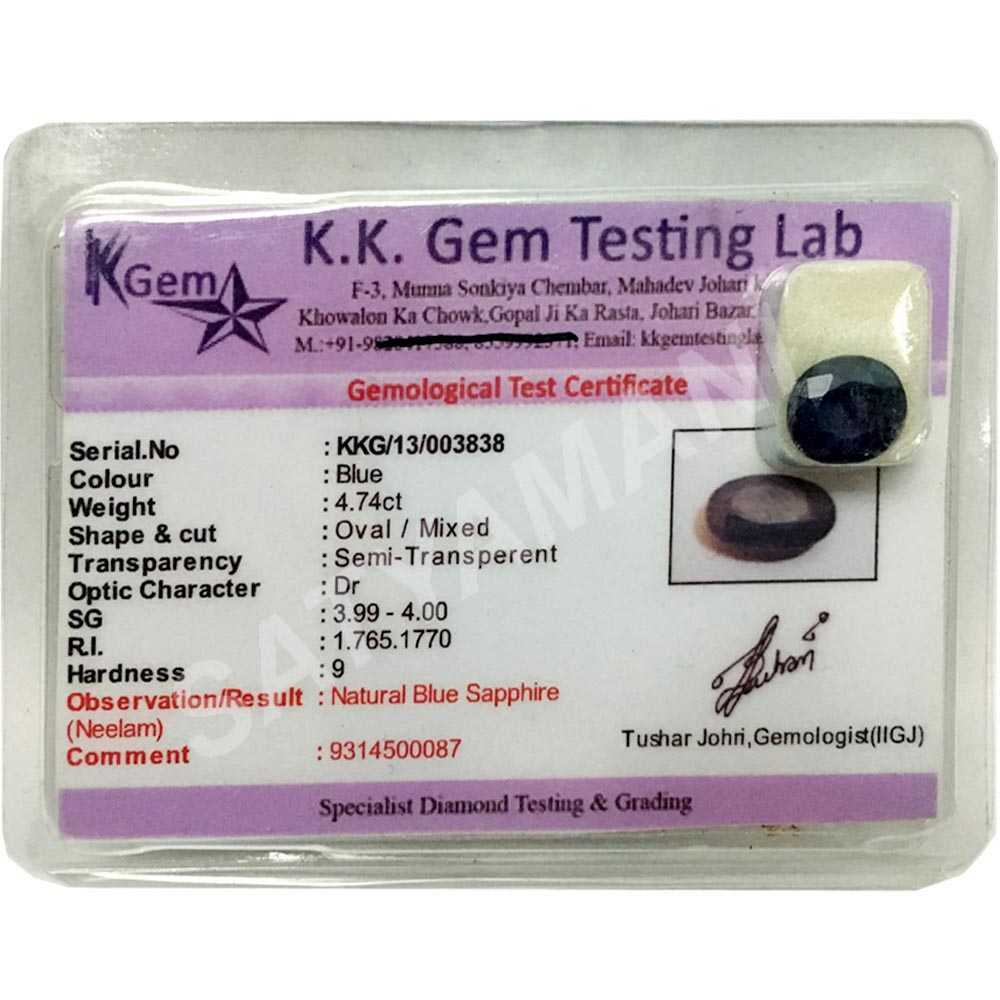 KGem
K.K. Gem Testing Lab
F-3, Munna Sonkiya Chembar, Mahadev Johari
Khowalon Ka Chowk,Gopal Ji Ka Rasta, Johari Bazar,
M.:+91-9 Email: kkgemtestingla
Gemological Test Certificate
Serial.No : KKG/13/003838
Colour : Blue
Weight : 4.74ct
Shape & cut : Oval / Mixed
Transparency : Semi-Transperent
Optic Character : Dr
SG : 3.99 - 4.00
R.I. : 1.765.1770
Hardness : 9
Observation/Result : Natural Blue Sapphire
(Neelam)
Comment : 9314500087
Tushar Johri,Gemologist(IIGJ)
Specialist Diamond Testing & Grading
SATYAMANI